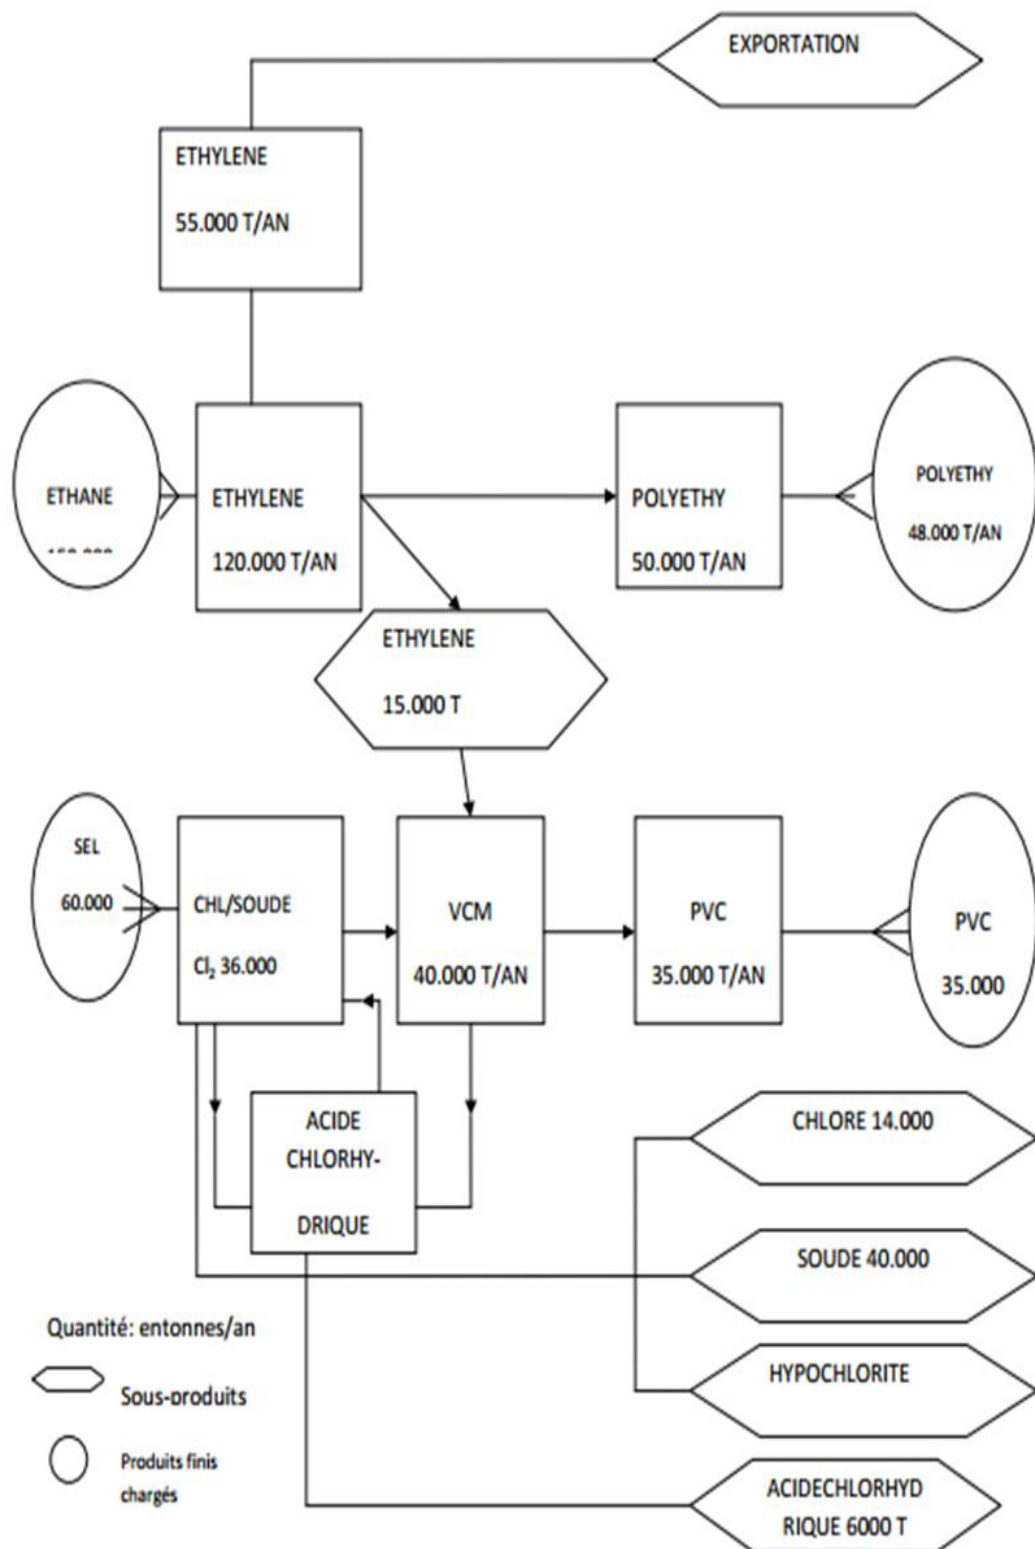 EXPORTATION
ETHYLENE
55.000 T/AN
ETHANE
ETHYLENE
120.000 T/AN
POLYETHY
50.000 T/AN
POLYETHY
48.000 T/AN
ETHYLENE
15.000 T
SEL
60.000
CHL/SOUDE
Cl₂ 36.000
VCM
40.000 T/AN
PVC
35.000 T/AN
PVC
35.000
ACIDE
CHLORHY-
DRIQUE
CHLORE 14.000
SOUDE 40.000
HYPOCHLORITE
ACIDECHLORHYD
RIQUE 6000 T
Quantité: entonnes/an
Sous-produits
Produits finis
chargés